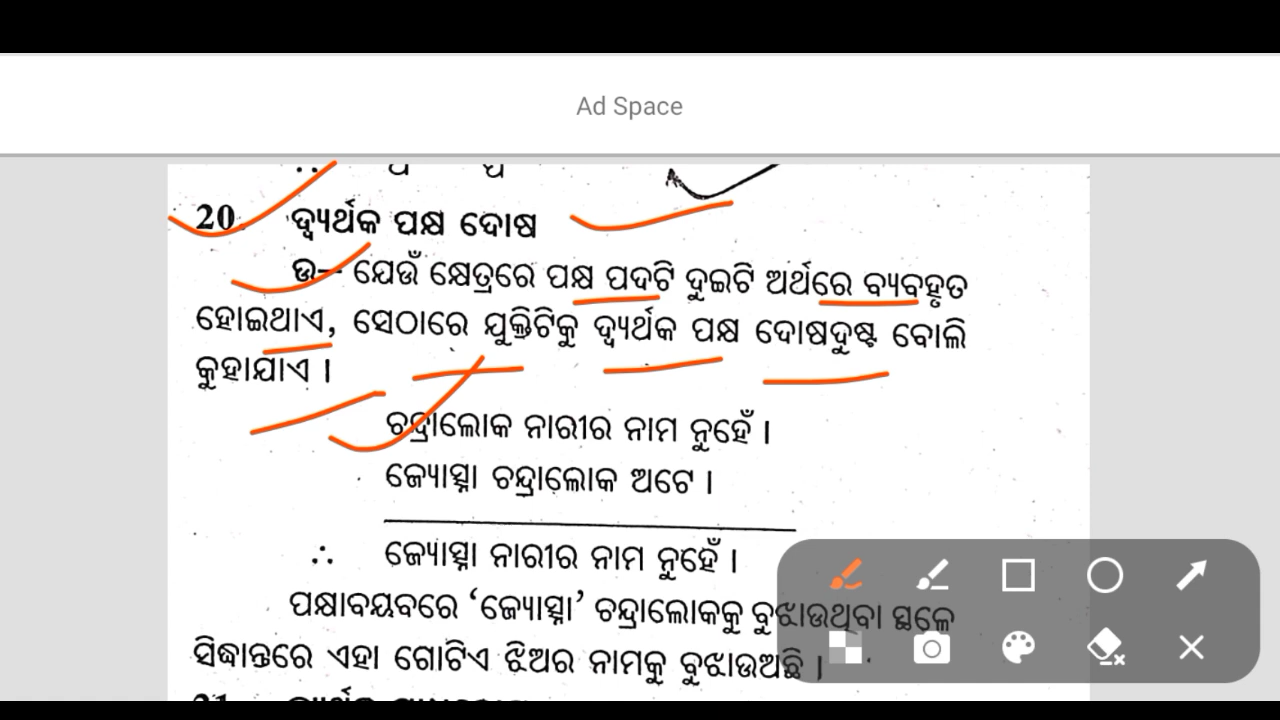 Ad Space
20. ଦ୍ୱ୍ୟର୍ଥକ ପକ୍ଷ ଦୋଷ
ଉ– ଯେଉଁ କ୍ଷେତ୍ରରେ ପକ୍ଷ ପଦଟି ଦୁଇଟି ଅର୍ଥରେ ବ୍ୟବହୃତ
ହୋଇଥାଏ, ସେଠାରେ ଯୁକ୍ତିଟିକୁ ଦ୍ୱ୍ୟର୍ଥକ ପକ୍ଷ ଦୋଷଦୁଷ୍ଟ ବୋଲି
କୁହାଯାଏ ।
ଚନ୍ଦ୍ରାଲୋକ ନାରୀର ନାମ ନୁହେଁ ।
ଜ୍ୟୋତ୍ସ୍ନା ଚନ୍ଦ୍ରାଲୋକ ଅଟେ ।
∴ ଜ୍ୟୋତ୍ସ୍ନା ନାରୀର ନାମ ନୁହେଁ ।
ପକ୍ଷାବୟବରେ ‘ଜ୍ୟୋତ୍ସ୍ନା’ ଚନ୍ଦ୍ରାଲୋକକୁ ବୁଝାଉଥିବା ସ୍ଥଳେ
ସିଦ୍ଧାନ୍ତରେ ଏହା ଗୋଟିଏ ଝିଅର ନାମକୁ ବୁଝାଉଅଛି ।